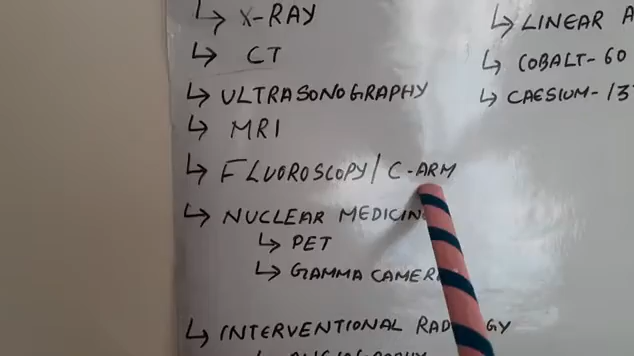 ↳ X-RAY
↳ CT
↳ ULTRASONOGRAPHY
↳ MRI
↳ FLUOROSCOPY/C-ARM
↳ NUCLEAR MEDICIN
↳ PET
↳ GAMMA CAMER
↳ INTERVENTIONAL RAD GY
↳ LINEAR A
↳ COBALT-60
↳ CAESIUM-13